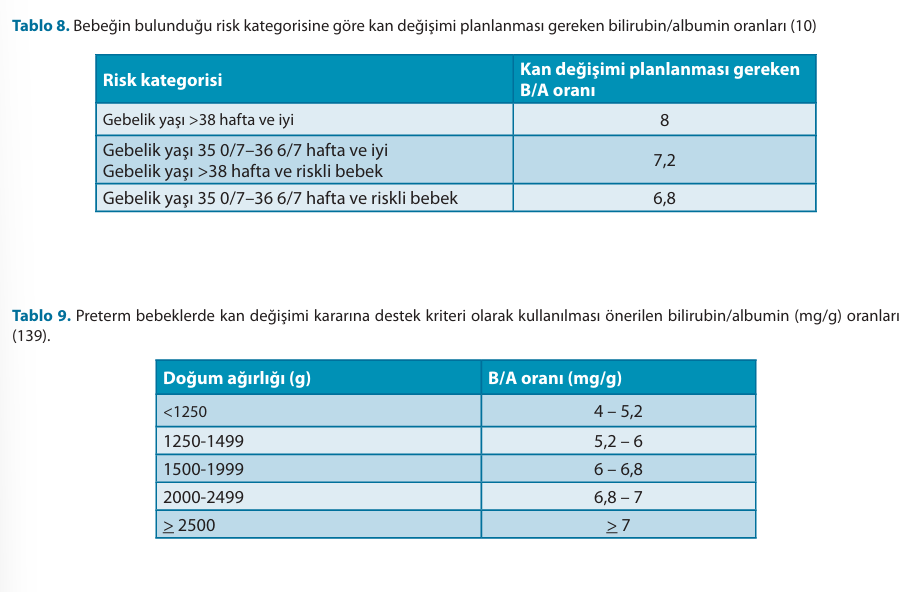 Tablo 8. Bebeğin bulunduğu risk kategorisine göre kan değişimi planlanması gereken bilirubin/albumin oranları (10)
Risk kategorisi
Kan değişimi planlanması gereken
B/A oranı
Gebelik yaşı >38 hafta ve iyi
8
Gebelik yaşı 35 0/7–36 6/7 hafta ve iyi
Gebelik yaşı >38 hafta ve riskli bebek
7,2
Gebelik yaşı 35 0/7–36 6/7 hafta ve riskli bebek
6,8
Tablo 9. Preterm bebeklerde kan değişimi kararına destek kriteri olarak kullanılması önerilen bilirubin/albumin (mg/g) oranları
(139).
Doğum ağırlığı (g)
B/A oranı (mg/g)
<1250
4 – 5,2
1250-1499
5,2 – 6
1500-1999
6 – 6,8
2000-2499
6,8 – 7
≥ 2500
≥ 7